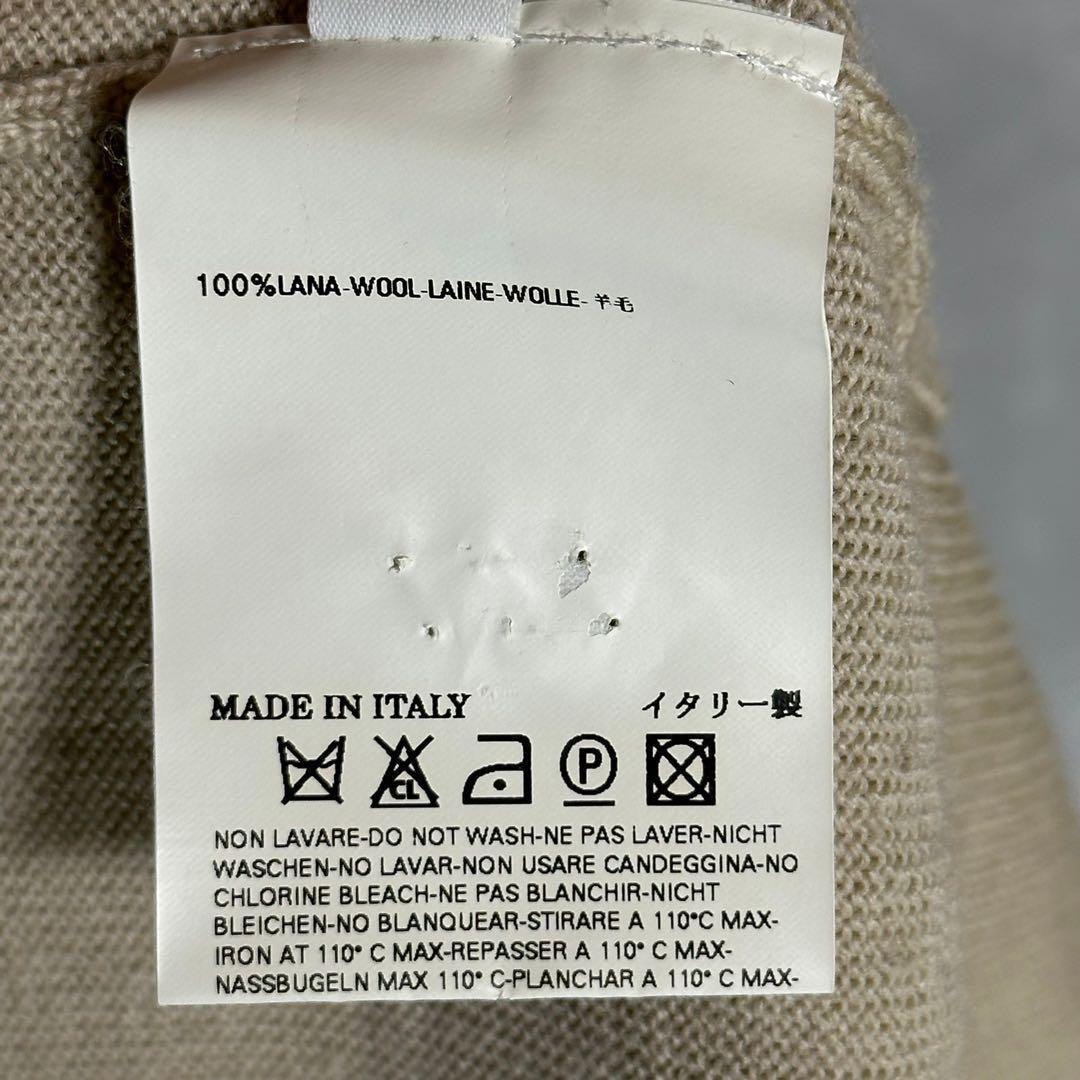 100%LANA-WOOL-LAINE-WOLLE-羊毛
MADE IN ITALY イタリー製
CL P
NON LAVARE-DO NOT WASH-NE PAS LAVER-NICHT
WASCHEN-NO LAVAR-NON USARE CANDEGGINA-NO
CHLORINE BLEACH-NE PAS BLANCHIR-NICHT
BLEICHEN-NO BLANQUEAR-STIRARE A 110°C MAX-
IRON AT 110° C MAX-REPASSER A 110° C MAX-
NASSBUGELN MAX 110° C-PLANCHAR A 110° C MAX-